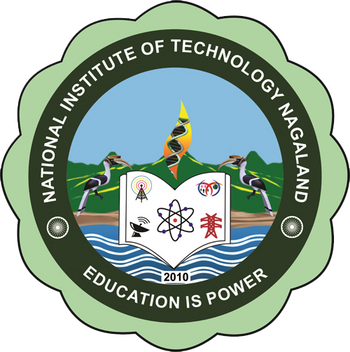 NATIONAL INSTITUTE OF TECHNOLOGY NAGALAND
2010
EDUCATION IS POWER